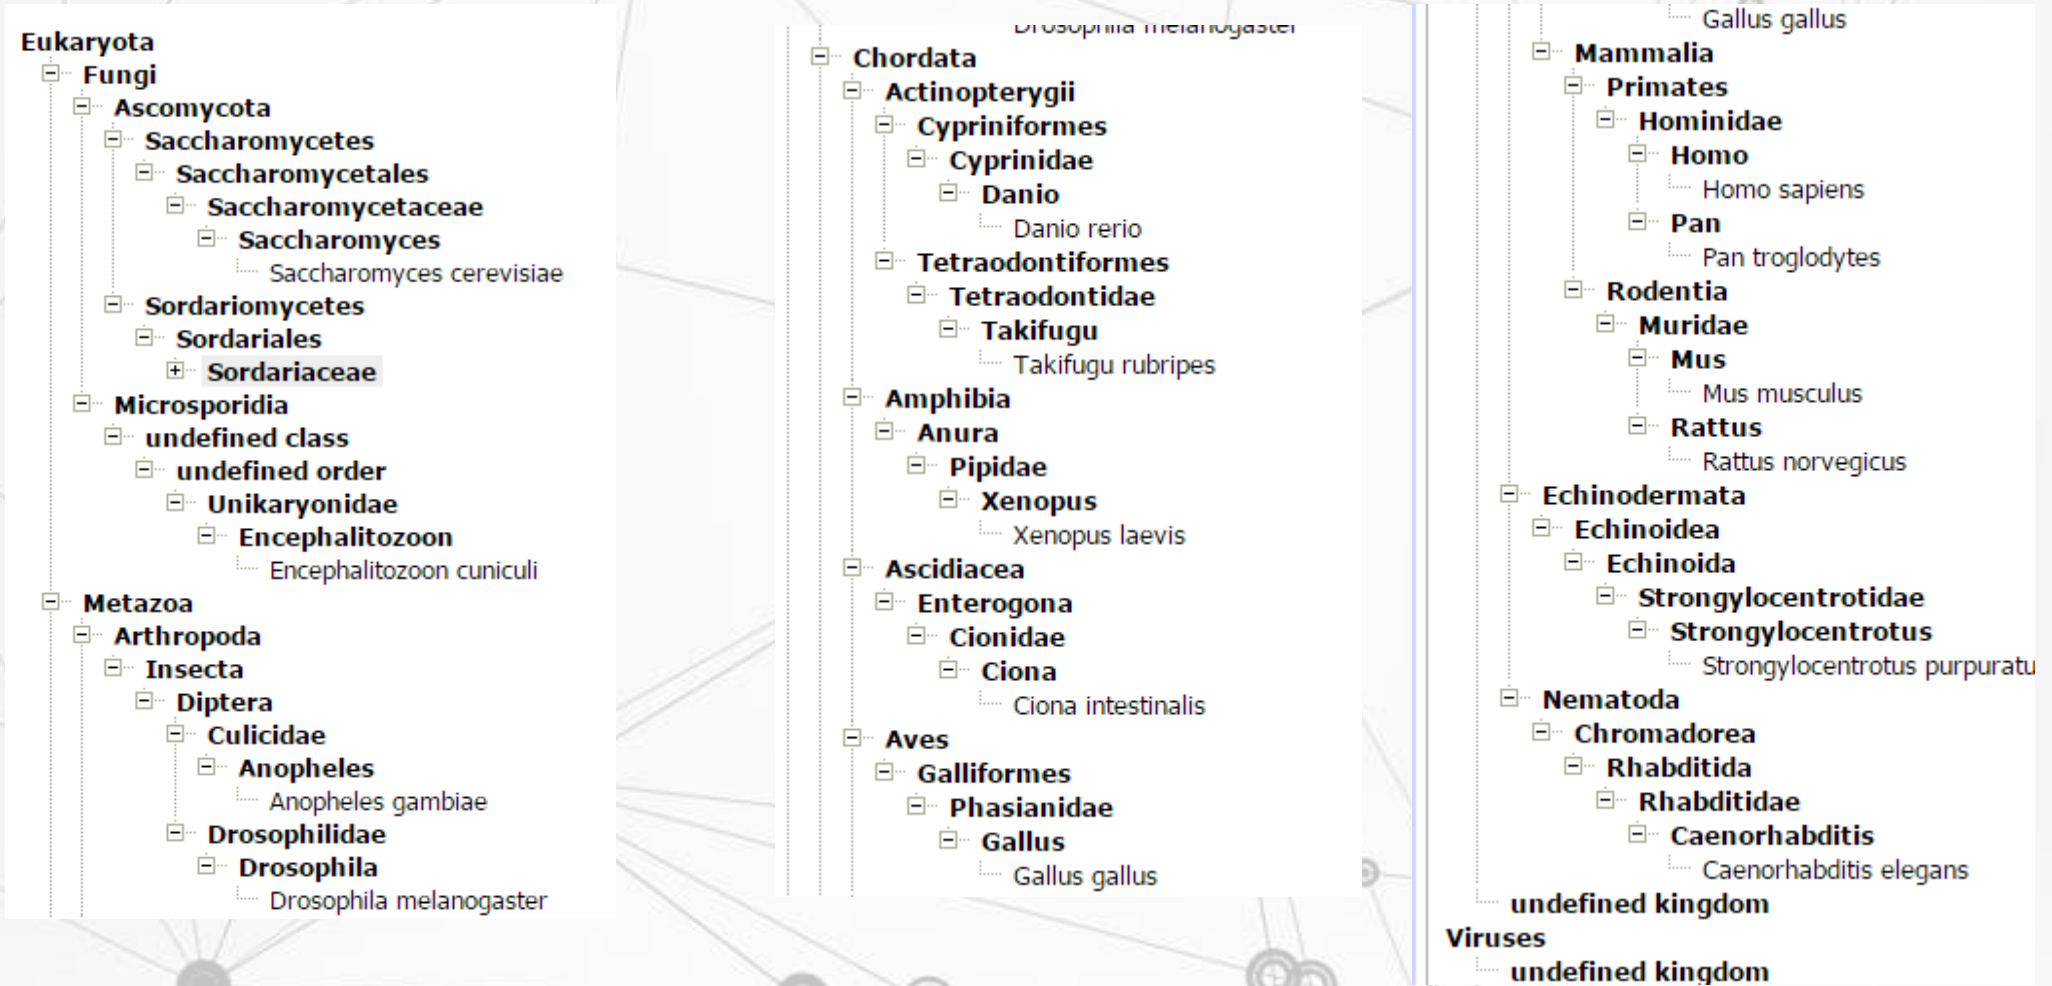 Eukaryota
Fungi
Ascomycota
Saccharomycetes
Saccharomycetales
Saccharomycetaceae
Saccharomyces
Saccharomyces cerevisiae
Sordariomycetes
Sordariales
Sordariaceae
Microsporidia
undefined class
undefined order
Unikaryonidae
Encephalitozoon
Encephalitozoon cuniculi
Metazoa
Arthropoda
Insecta
Diptera
Culicidae
Anopheles
Anopheles gambiae
Drosophilidae
Drosophila
Drosophila melanogaster
Drosophila melanogaster
Chordata
Actinopterygii
Cypriniformes
Cyprinidae
Danio
Danio rerio
Tetraodontiformes
Tetraodontidae
Takifugu
Takifugu rubripes
Amphibia
Anura
Pipidae
Xenopus
Xenopus laevis
Ascidiacea
Enterogona
Cionidae
Ciona
Ciona intestinalis
Aves
Galliformes
Phasianidae
Gallus
Gallus gallus
Gallus gallus
Mammalia
Primates
Hominidae
Homo
Homo sapiens
Pan
Pan troglodytes
Rodentia
Muridae
Mus
Mus musculus
Rattus
Rattus norvegicus
Echinodermata
Echinoidea
Echinoida
Strongylocentrotidae
Strongylocentrotus
Strongylocentrotus purpuratu
Nematoda
Chromadorea
Rhabditida
Rhabditidae
Caenorhabditis
Caenorhabditis elegans
undefined kingdom
Viruses
undefined kingdom